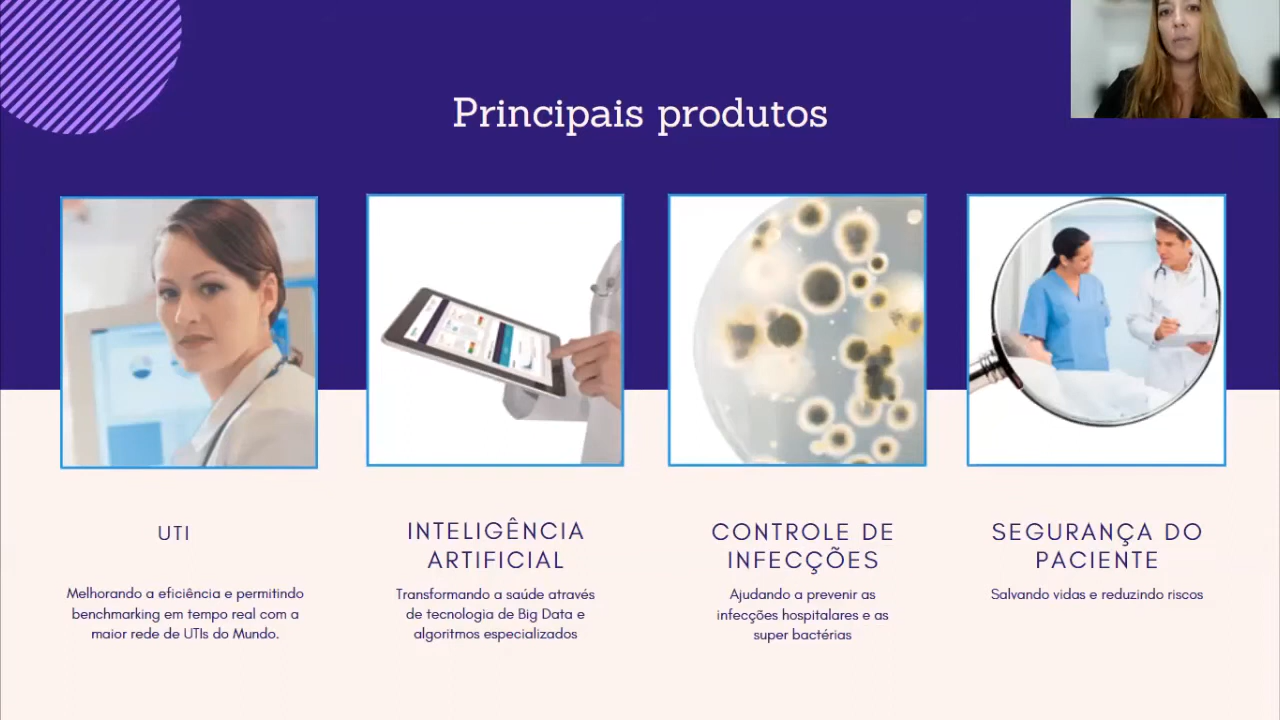 Principais produtos
UTI
Melhorando a eficiência e permitindo
benchmarking em tempo real com a
maior rede de UTIs do Mundo.
INTELIGÊNCIA
ARTIFICIAL
Transformando a saúde através
de tecnologia de Big Data e
algoritmos especializados
CONTROLE DE
INFECÇÕES
Ajudando a prevenir as
infecções hospitalares e as
super bactérias
SEGURANÇA DO
PACIENTE
Salvando vidas e reduzindo riscos